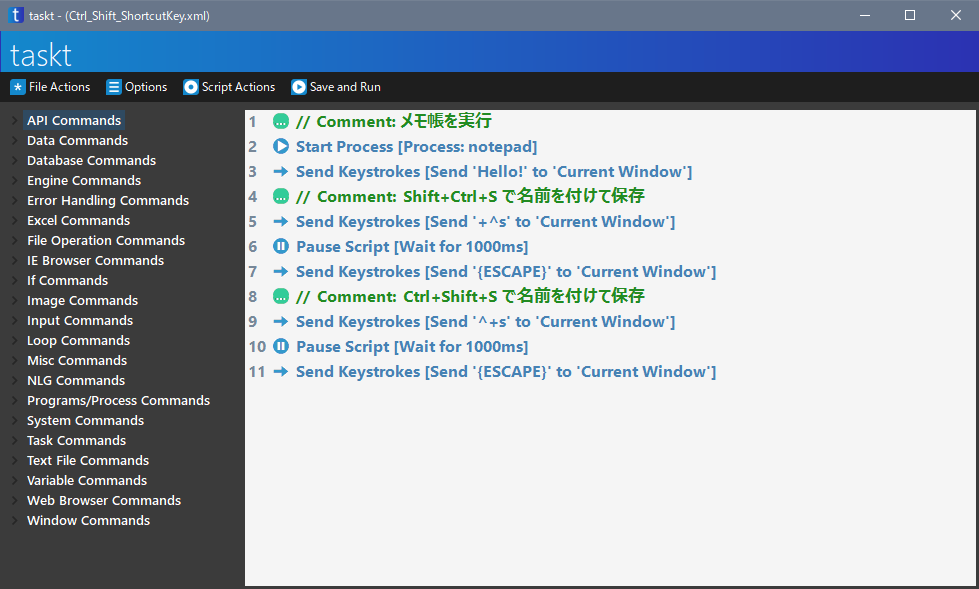 taskt - (Ctrl_Shift_ShortcutKey.xml)
taskt
File Actions Options Script Actions Save and Run
API Commands
Data Commands
Database Commands
Engine Commands
Error Handling Commands
Excel Commands
File Operation Commands
IE Browser Commands
If Commands
Image Commands
Input Commands
Loop Commands
Misc Commands
NLG Commands
Programs/Process Commands
System Commands
Task Commands
Text File Commands
Variable Commands
Web Browser Commands
Window Commands
1 // Comment: メモ帳を実行
2 Start Process [Process: notepad]
3 Send Keystrokes [Send 'Hello!' to 'Current Window']
4 // Comment: Shift+Ctrl+S で名前を付けて保存
5 Send Keystrokes [Send '+^s' to 'Current Window']
6 Pause Script [Wait for 1000ms]
7 Send Keystrokes [Send '{ESCAPE}' to 'Current Window']
8 // Comment: Ctrl+Shift+S で名前を付けて保存
9 Send Keystrokes [Send '^+s' to 'Current Window']
10 Pause Script [Wait for 1000ms]
11 Send Keystrokes [Send '{ESCAPE}' to 'Current Window']